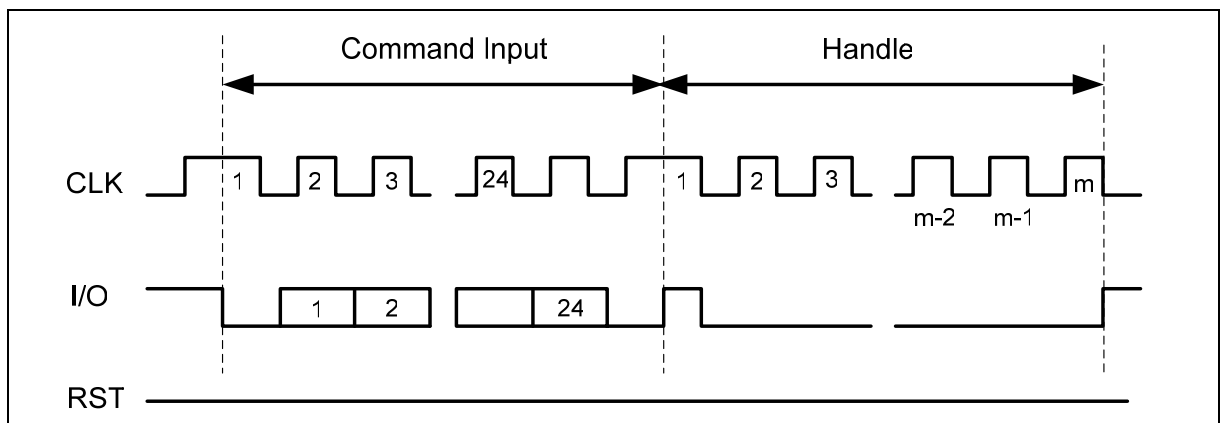 Command Input Handle
CLK 1 2 3 24 1 2 3 m
m-2 m-1
I/O 1 2 24
RST